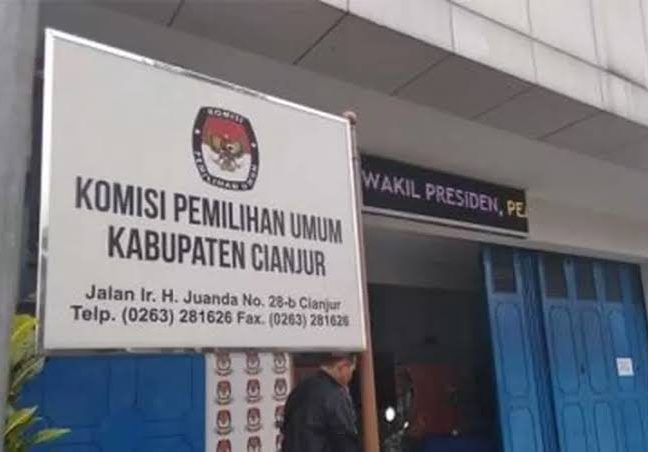 KOMISI
PEMILIHAN UMUM
KOMISI PEMILIHAN UMUM
KABUPATEN CIANJUR
Jalan Ir. H. Juanda No. 28-b Cianjur
Telp. (0263) 281626 Fax. (0263) 281626
WAKIL PRESIDEN, PE